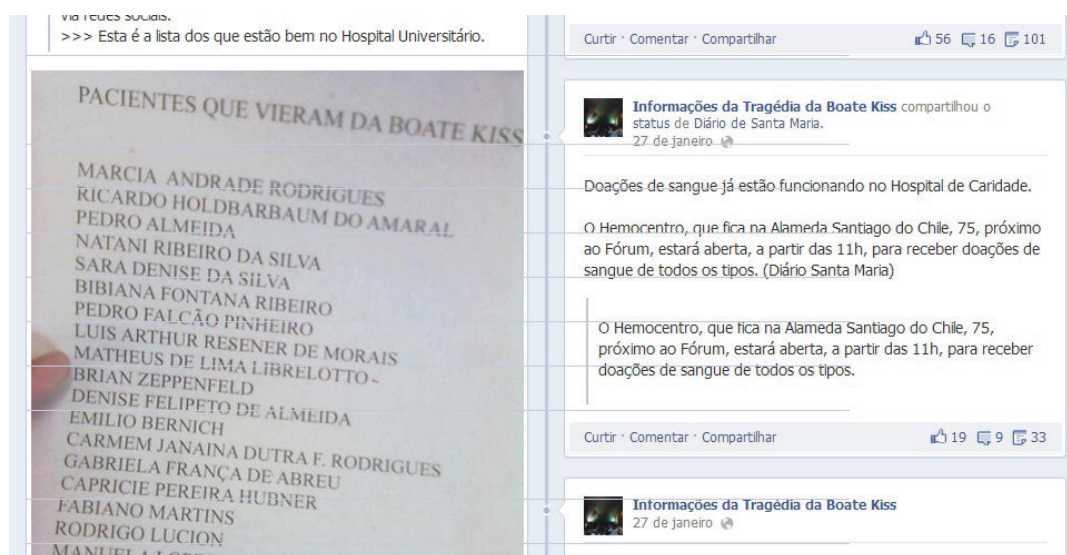 via redes sociais.
>>> Esta é a lista dos que estão bem no Hospital Universitário.
PACIENTES QUE VIERAM DA BOATE KISS
MARCIA ANDRADE RODRIGUES
RICARDO HOLDBARBAUM DO AMARAL
PEDRO ALMEIDA
NATANI RIBEIRO DA SILVA
SARA DENISE DA SILVA
BIBIANA FONTANA RIBEIRO
PEDRO FALCÃO PINHEIRO
LUIS ARTHUR RESENER DE MORAIS
MATHEUS DE LIMA LIBRELOTTO -
BRIAN ZEPPENFELD
DENISE FELIPETO DE ALMEIDA
EMILIO BERNICH
CARMEM JANAINA DUTRA F. RODRIGUES
GABRIELA FRANÇA DE ABREU
CAPRICIE PEREIRA HUBNER
FABIANO MARTINS
RODRIGO LUCION
MANUELA
Curtir · Comentar · Compartilhar 56 16 101
Informações da Tragédia da Boate Kiss compartilhou o
status de Diário de Santa Maria.
27 de janeiro
Doações de sangue já estão funcionando no Hospital de Caridade.
O Hemocentro, que fica na Alameda Santiago do Chile, 75, próximo
ao Fórum, estará aberta, a partir das 11h, para receber doações de
sangue de todos os tipos. (Diário Santa Maria)
O Hemocentro, que fica na Alameda Santiago do Chile, 75,
próximo ao Fórum, estará aberta, a partir das 11h, para receber
doações de sangue de todos os tipos.
Curtir · Comentar · Compartilhar 19 9 33
Informações da Tragédia da Boate Kiss
27 de janeiro